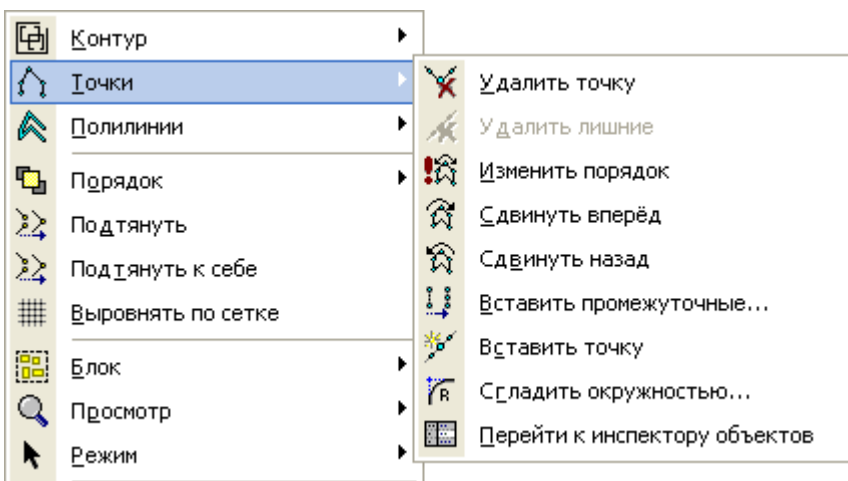 Контур
Точки
Полилинии
Порядок
Подтянуть
Подтянуть к себе
Выровнять по сетке
Блок
Просмотр
Режим
Удалить точку
Удалить лишние
Изменить порядок
Сдвинуть вперёд
Сдвинуть назад
Вставить промежуточные...
Вставить точку
R
Сгладить окружностью...
Перейти к инспектору объектов